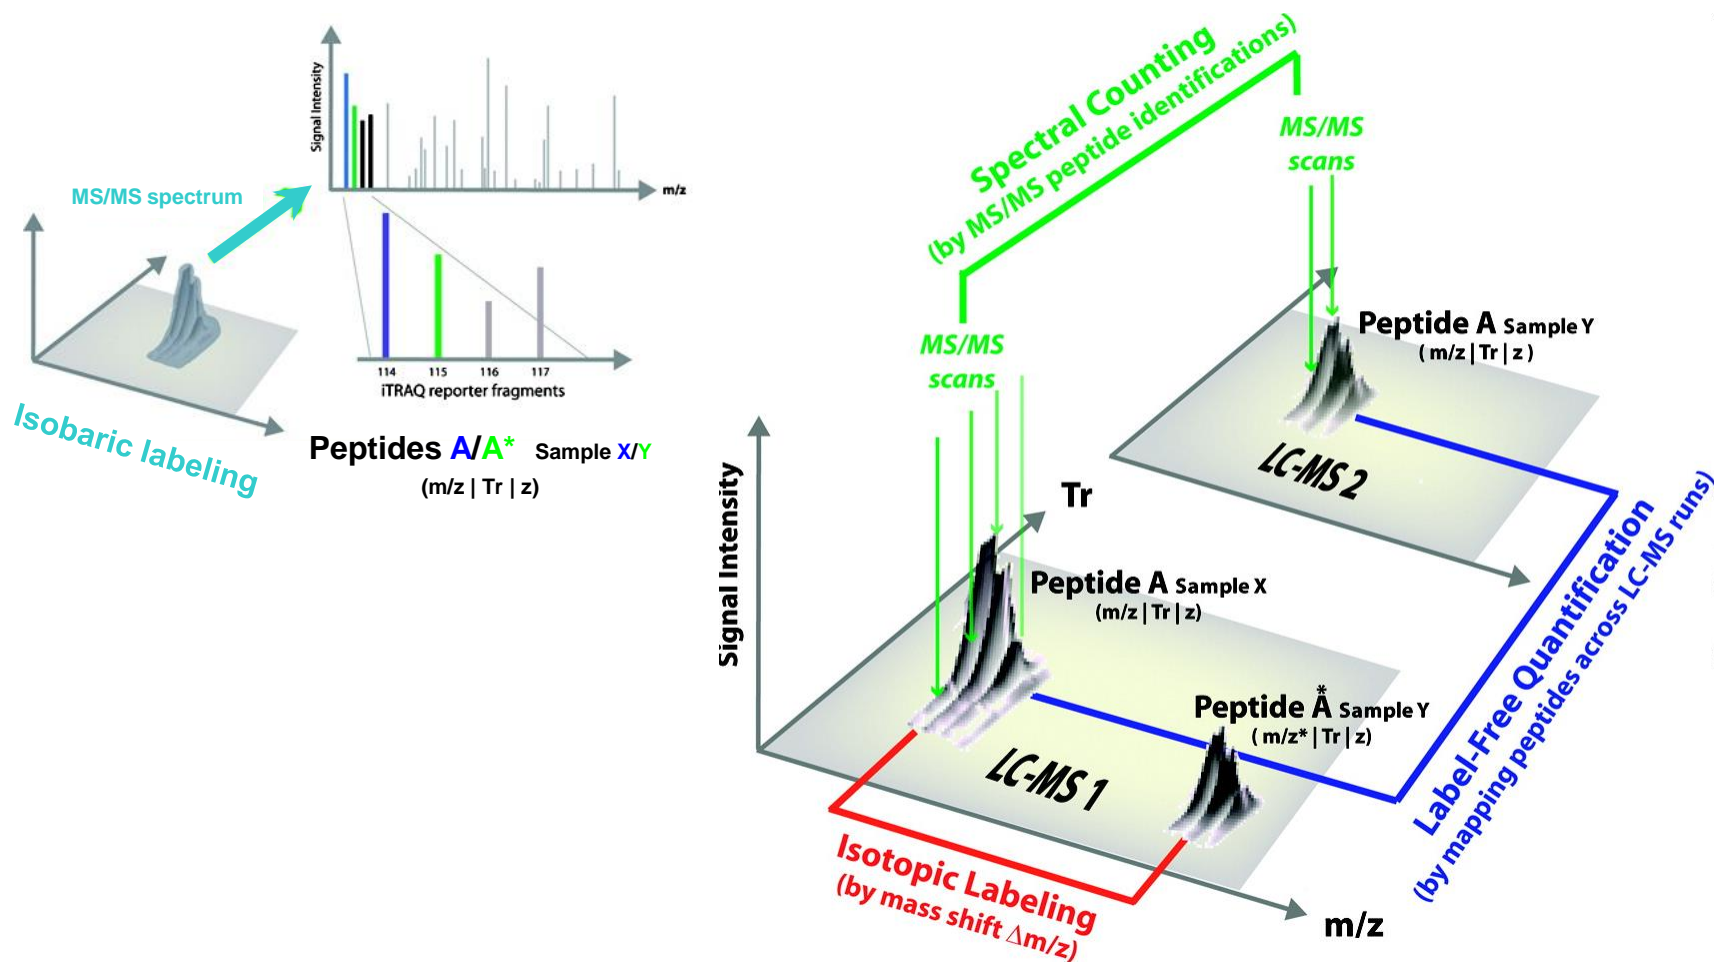 Signal Intensity
m/z
MS/MS spectrum
114 115 116 117
iTRAQ reporter fragments
Isobaric labeling
Peptides A/A* Sample X/Y
(m/z | Tr | z)
Spectral Counting
(by MS/MS peptide identifications)
MS/MS
scans
MS/MS
scans
Peptide A Sample Y
( m/z | Tr | z )
LC-MS 2
Tr
Signal Intensity
Peptide A Sample X
(m/z | Tr | z)
Peptide Å* Sample Y
( m/z* | Tr | z)
LC-MS 1
Label-Free Quantification
(by mapping peptides across LC-MS runs)
Isotopic Labeling
(by mass shift Δm/z)
m/z